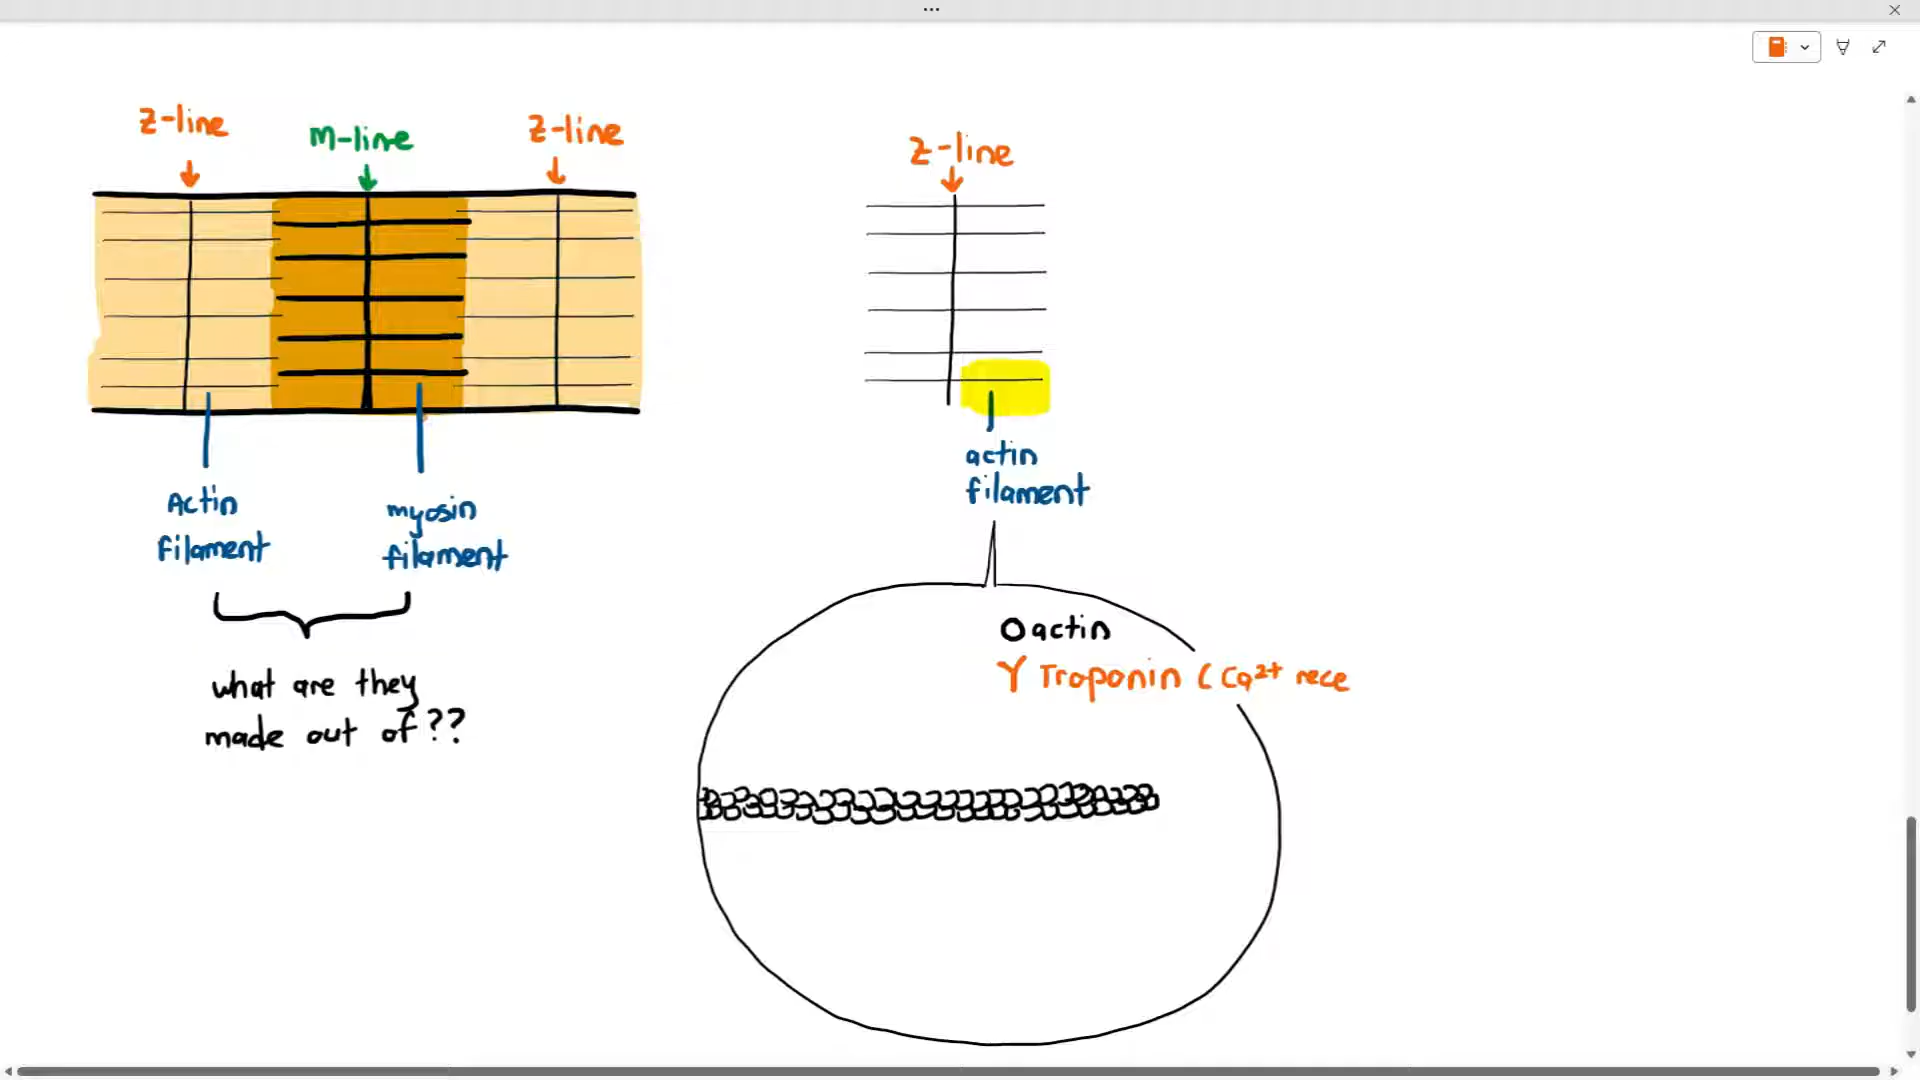 Z-line
M-line
Z-line
Actin
Filament
myosin
filament
what are they
made out of??
Z-line
actin
filament
O actin
Y Troponin (Ca2+ rece